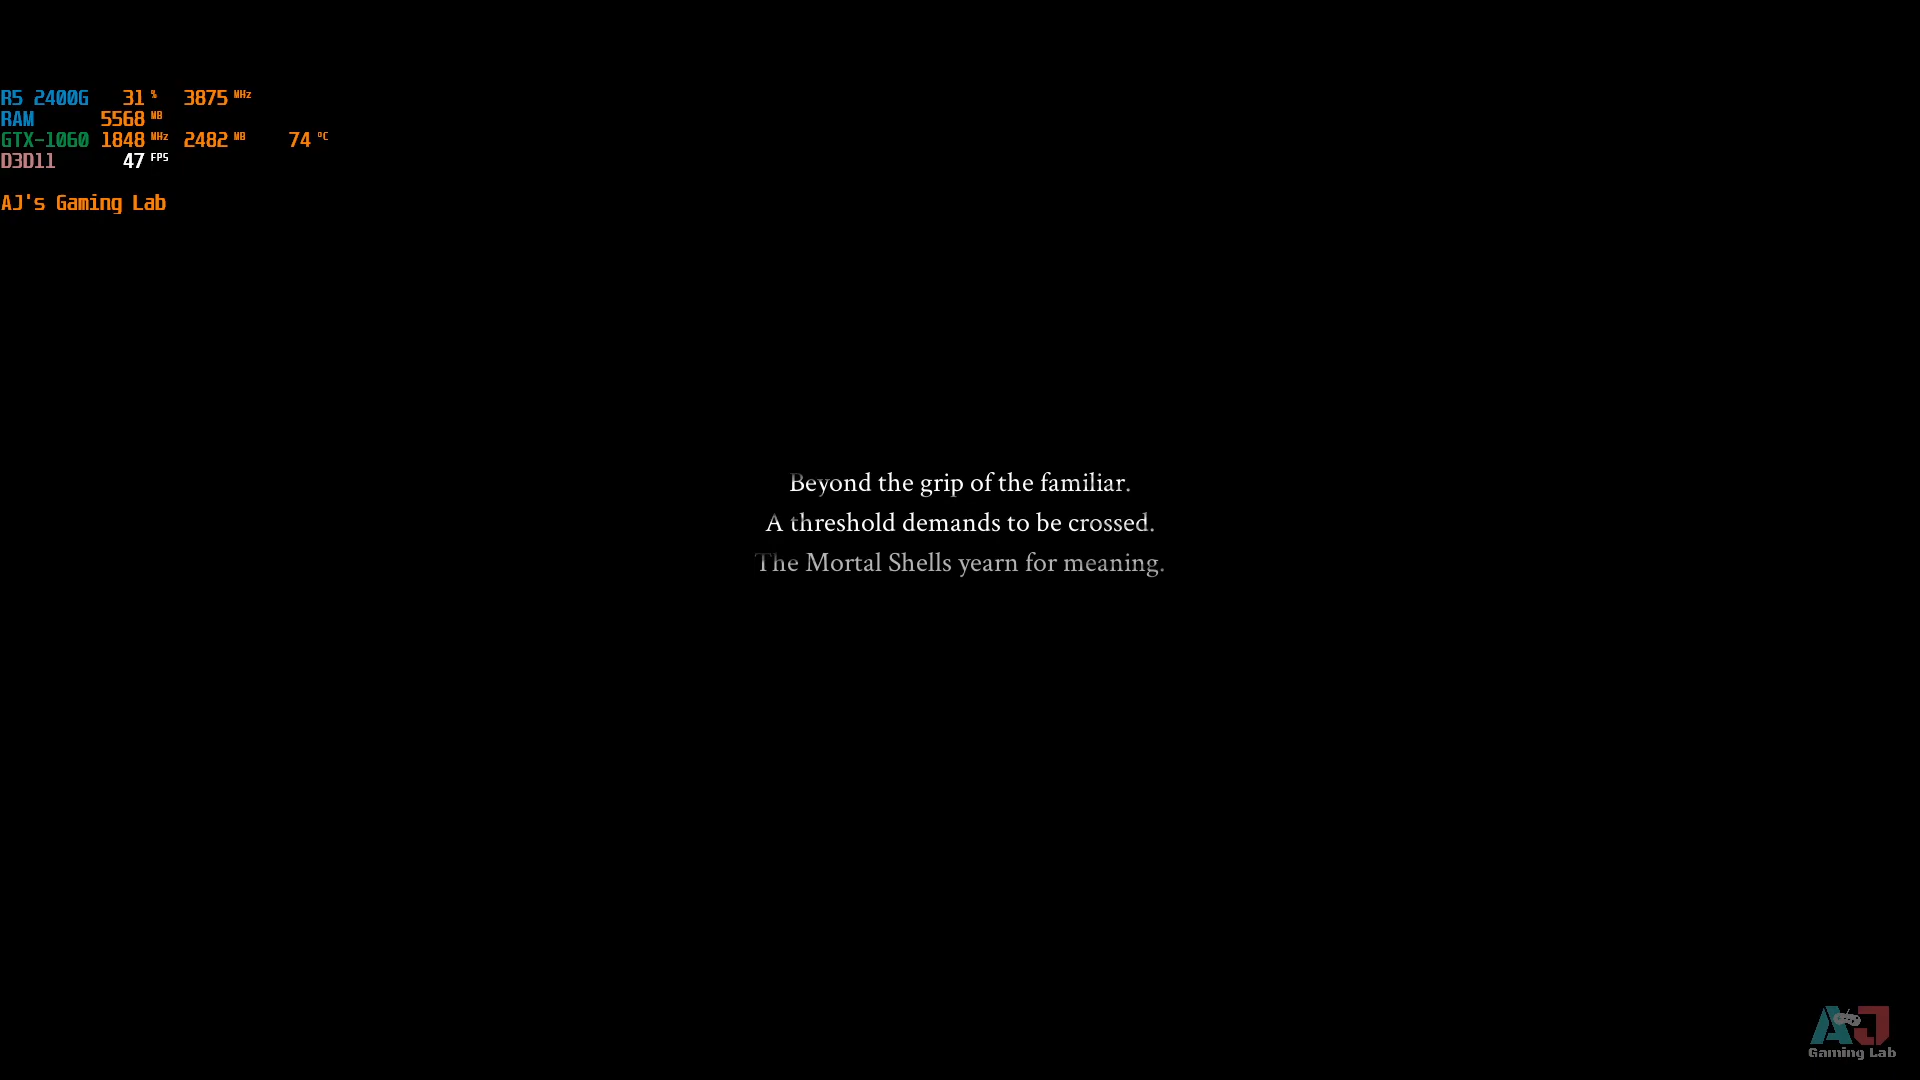 R5 2400G 31 % 3875 MHz
RAM 5568 MB
GTX-1060 1848 MHz 2482 MB 74 °C
D3D11 47 FPS
AJ's Gaming Lab
Beyond the grip of the familiar.
A threshold demands to be crossed.
The Mortal Shells yearn for meaning.
AJ
Gaming Lab